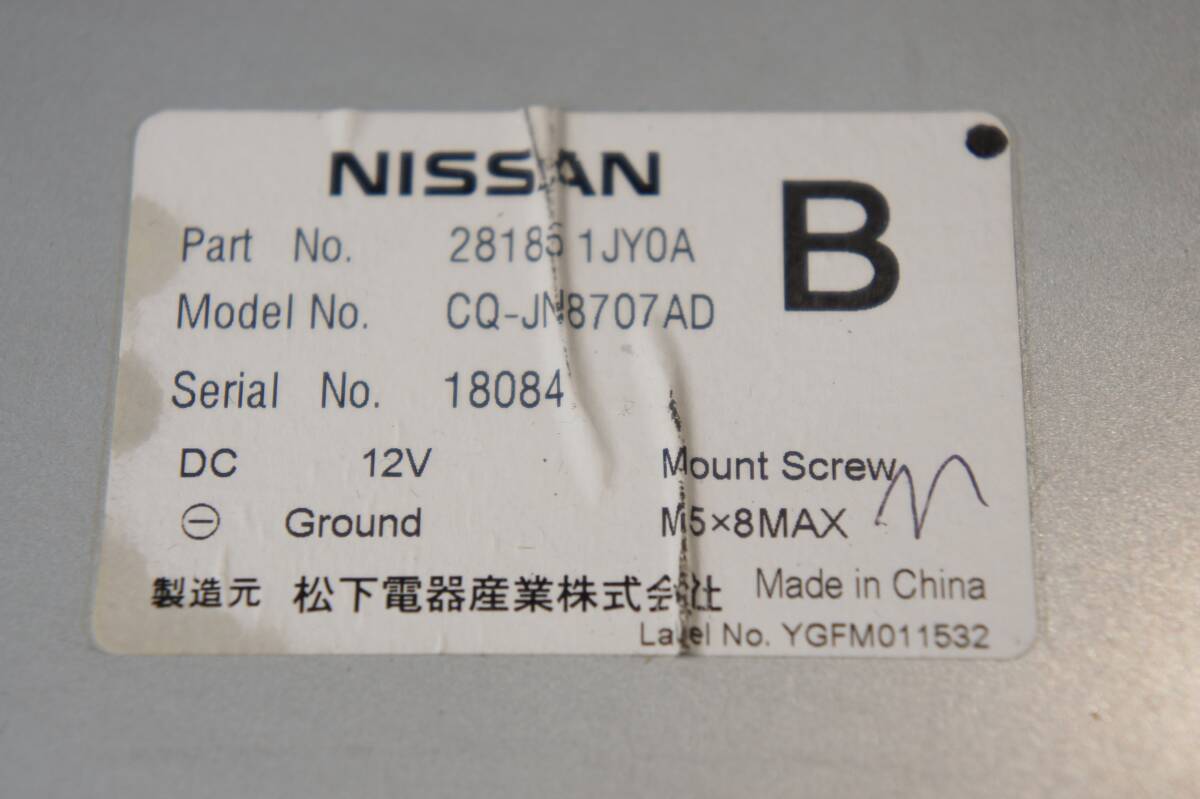 NISSAN
B
Part No. 28185 1JY0A
Model No. CQ-JN8707AD
Serial No. 18084
DC 12V
Mount Screw
⊖ Ground
M5×8MAX
製造元 松下電器産業株式会社
Made in China
Label No. YGFM011532